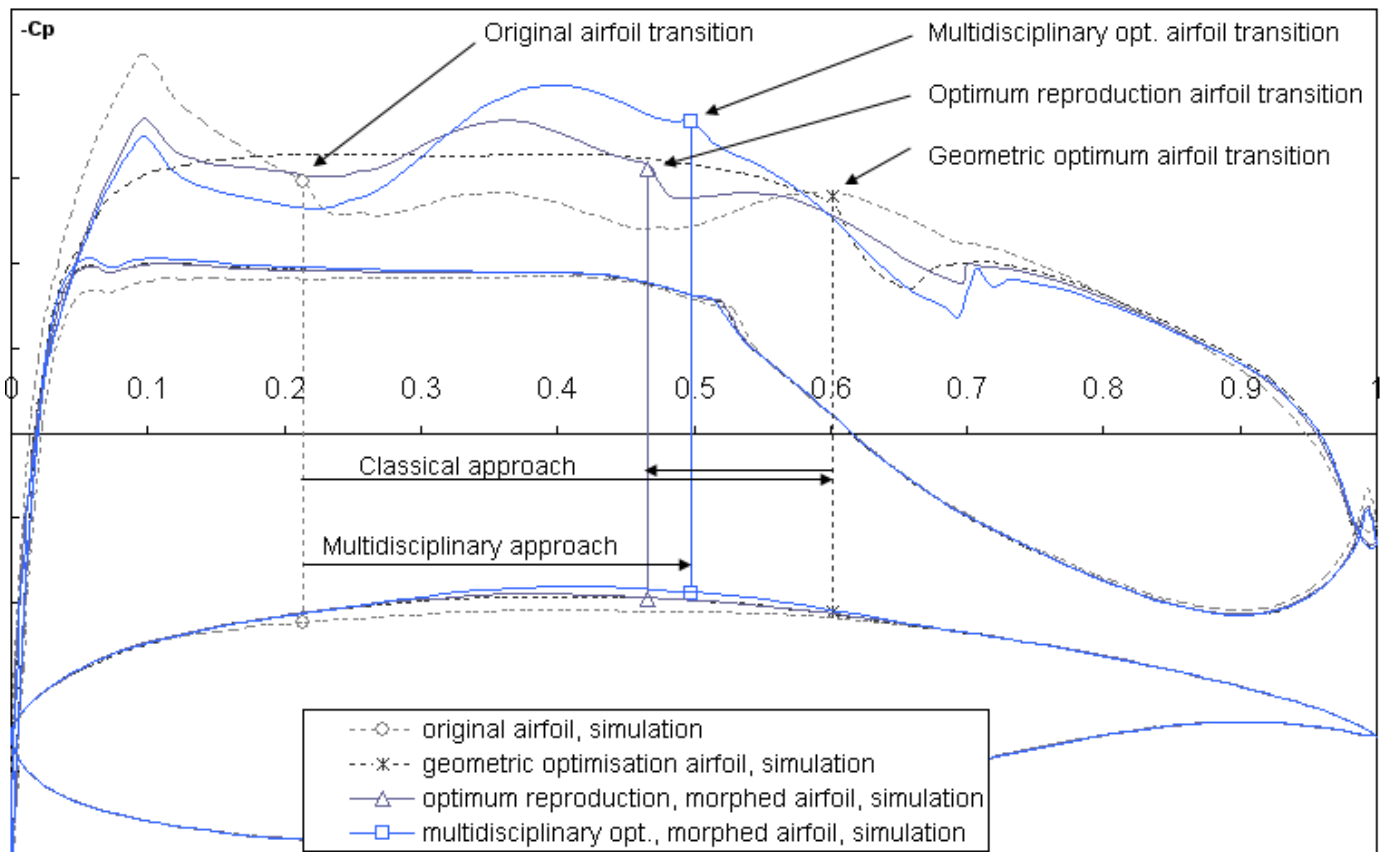 -Cp
Original airfoil transition
Multidisciplinary opt. airfoil transition
Optimum reproduction airfoil transition
Geometric optimum airfoil transition
0 0.1 0.2 0.3 0.4 0.5 0.6 0.7 0.8 0.9 1
Classical approach
Multidisciplinary approach
original airfoil, simulation
geometric optimisation airfoil, simulation
optimum reproduction, morphed airfoil, simulation
multidisciplinary opt., morphed airfoil, simulation